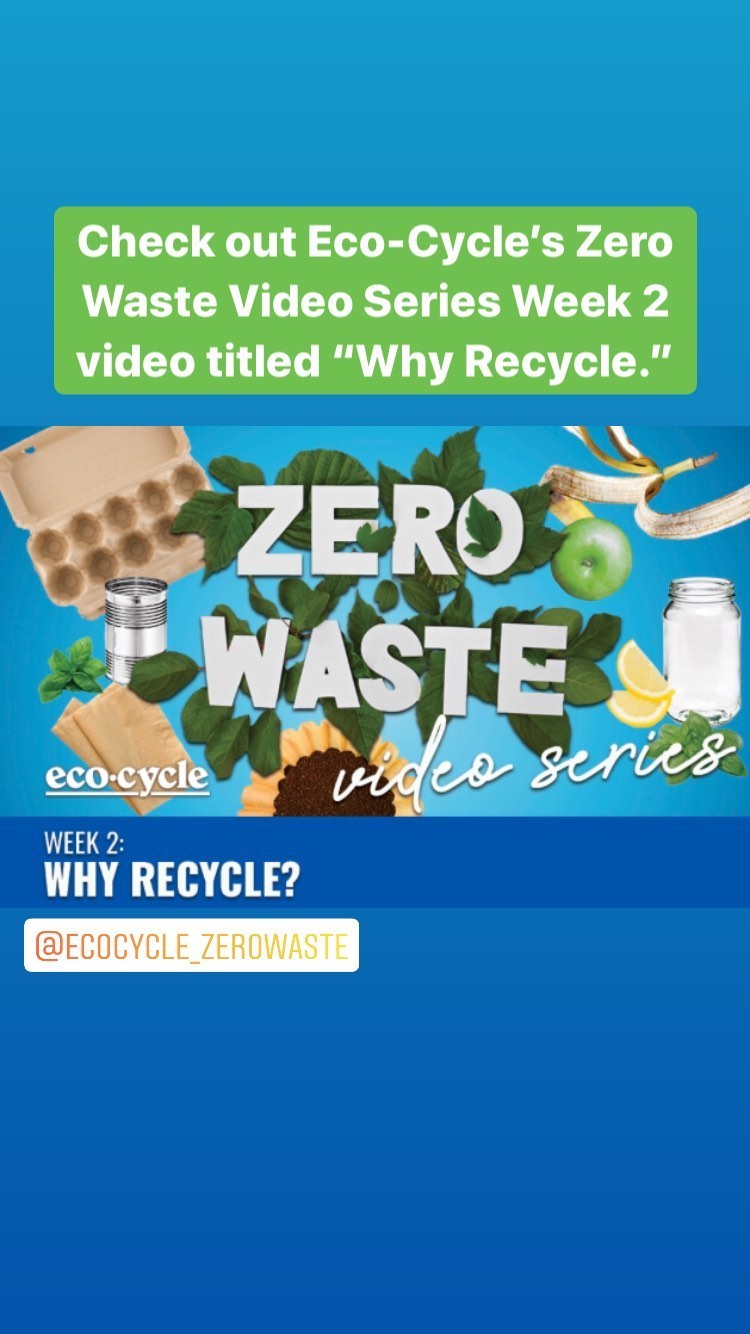 Check out Eco-Cycle’s Zero
Waste Video Series Week 2
video titled “Why Recycle.”
ZERO
WASTE
video series
eco·cycle
WEEK 2:
WHY RECYCLE?
@ECOCYCLE_ZEROWASTE